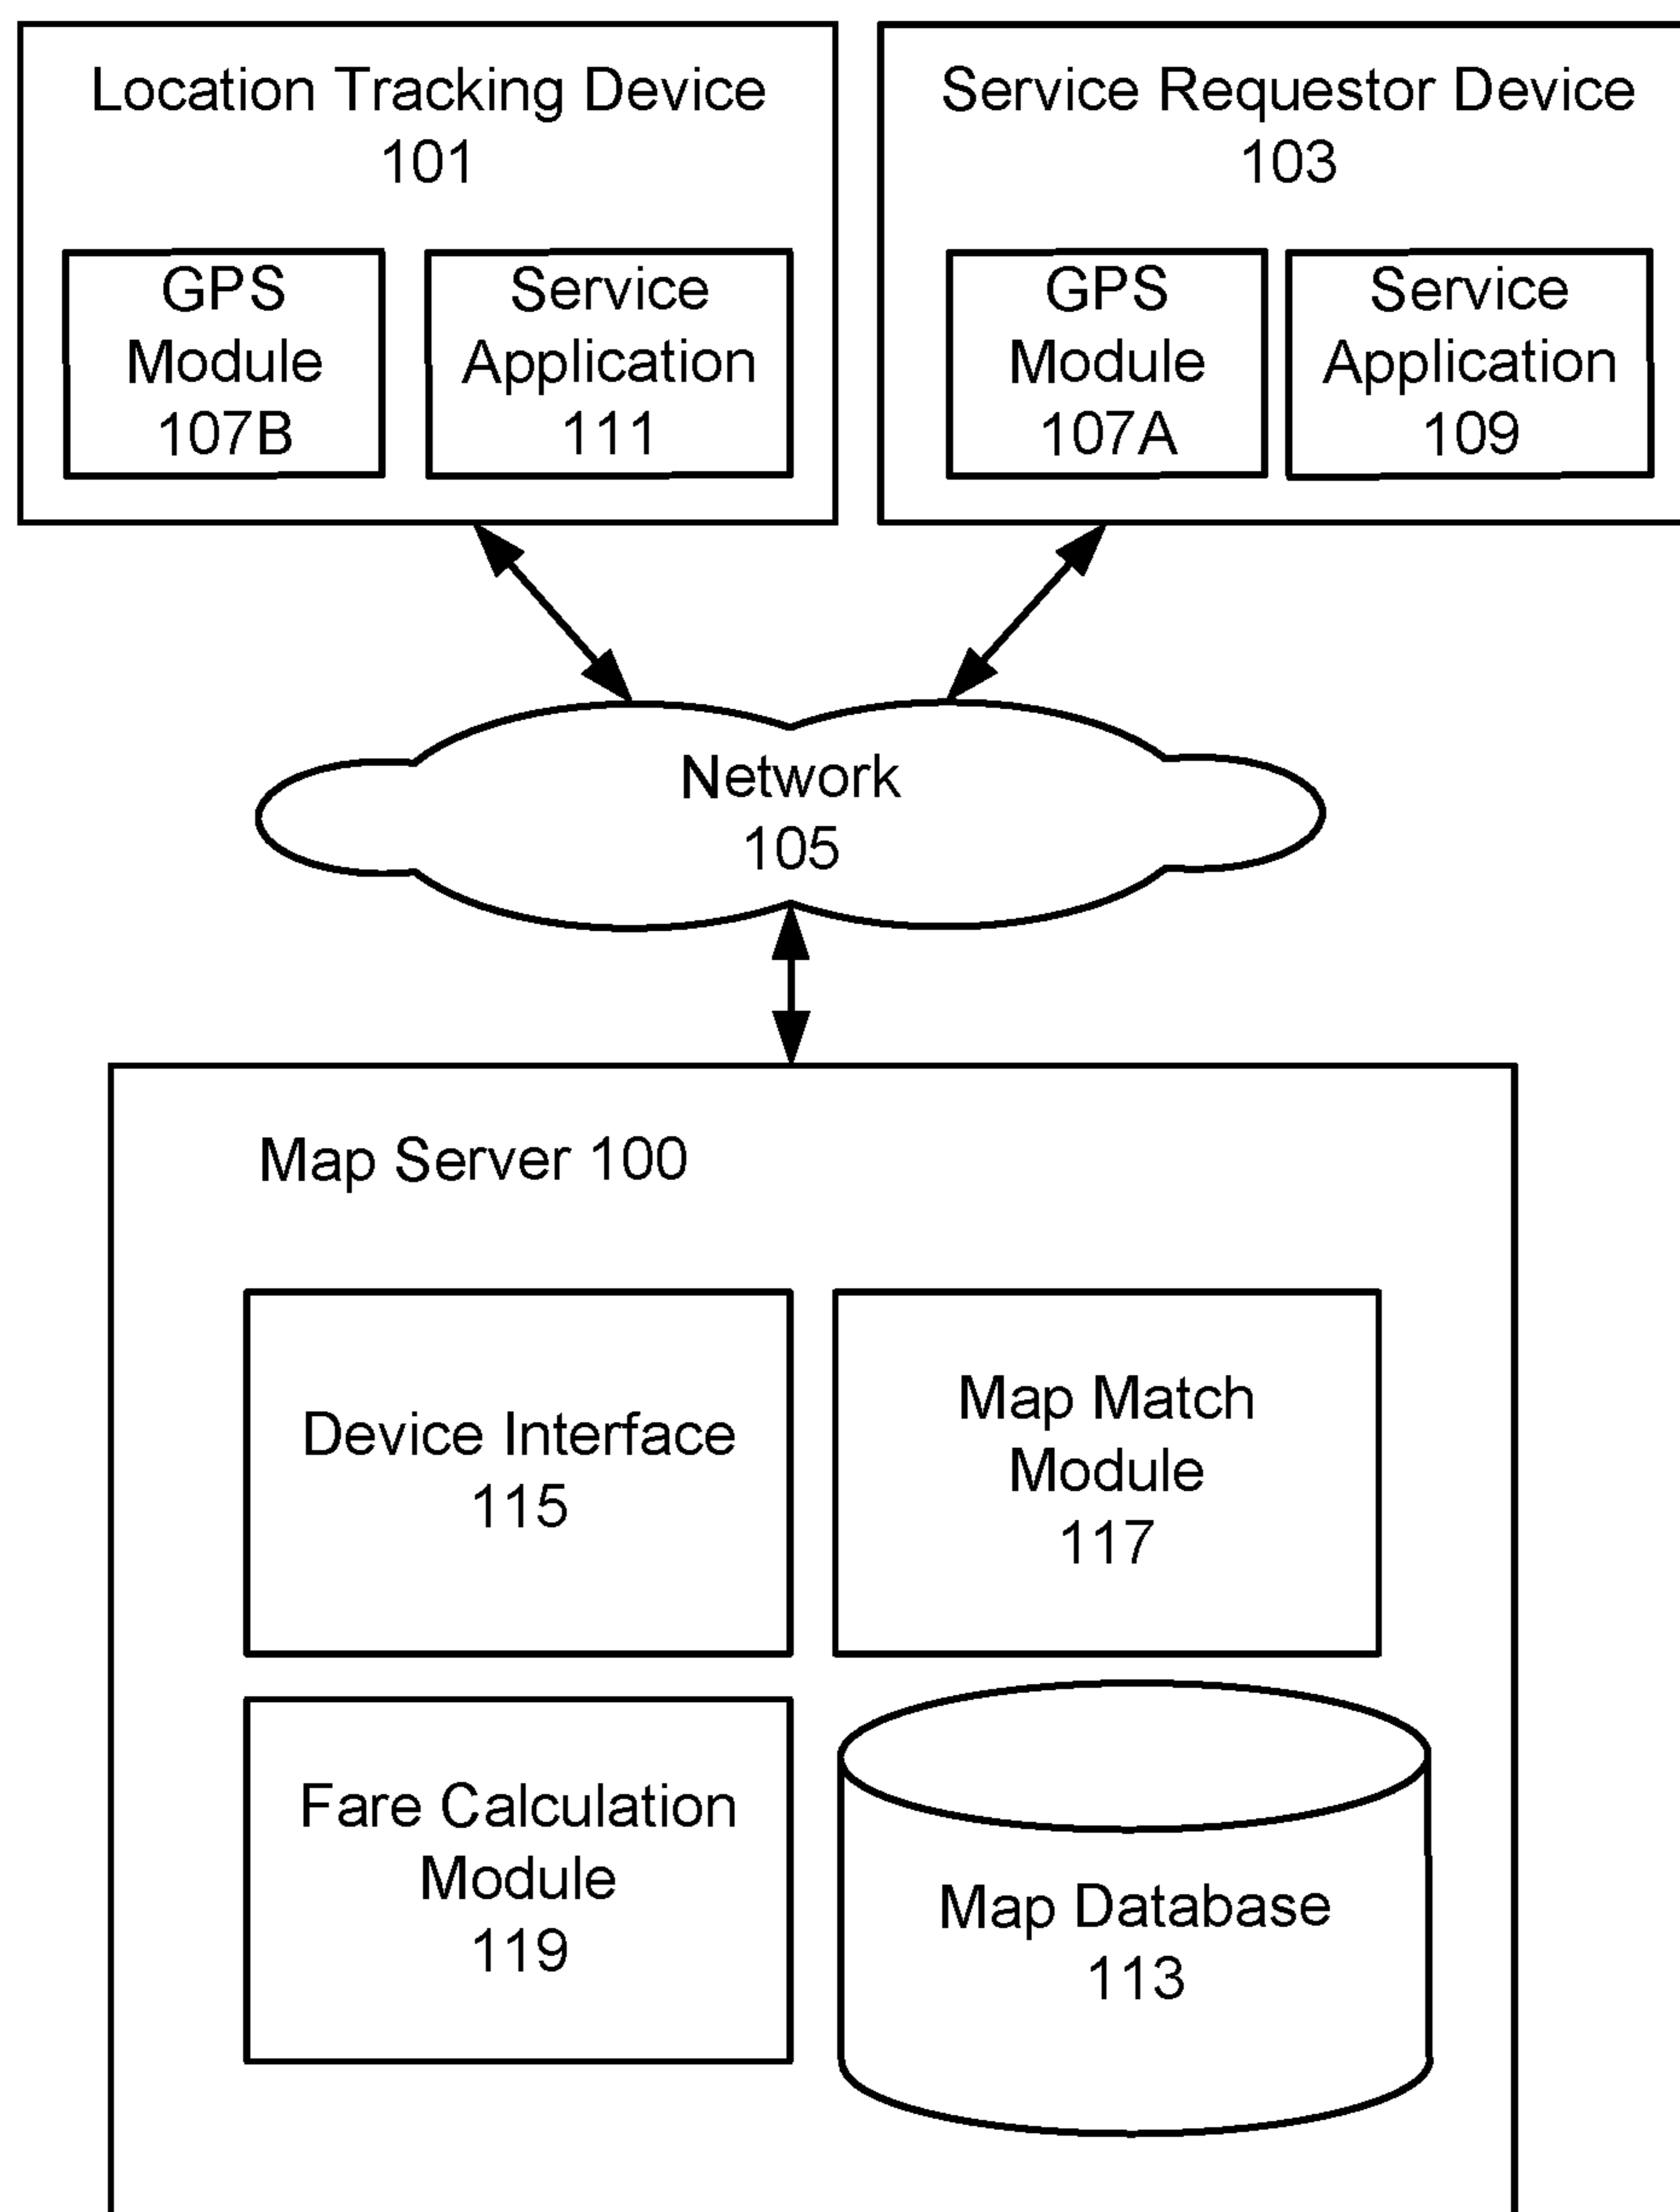 Location Tracking Device
101
GPS
Module
107B
Service
Application
111
Service Requestor Device
103
GPS
Module
107A
Service
Application
109
Network
105
Map Server 100
Device Interface
115
Map Match
Module
117
Fare Calculation
Module
119
Map Database
113